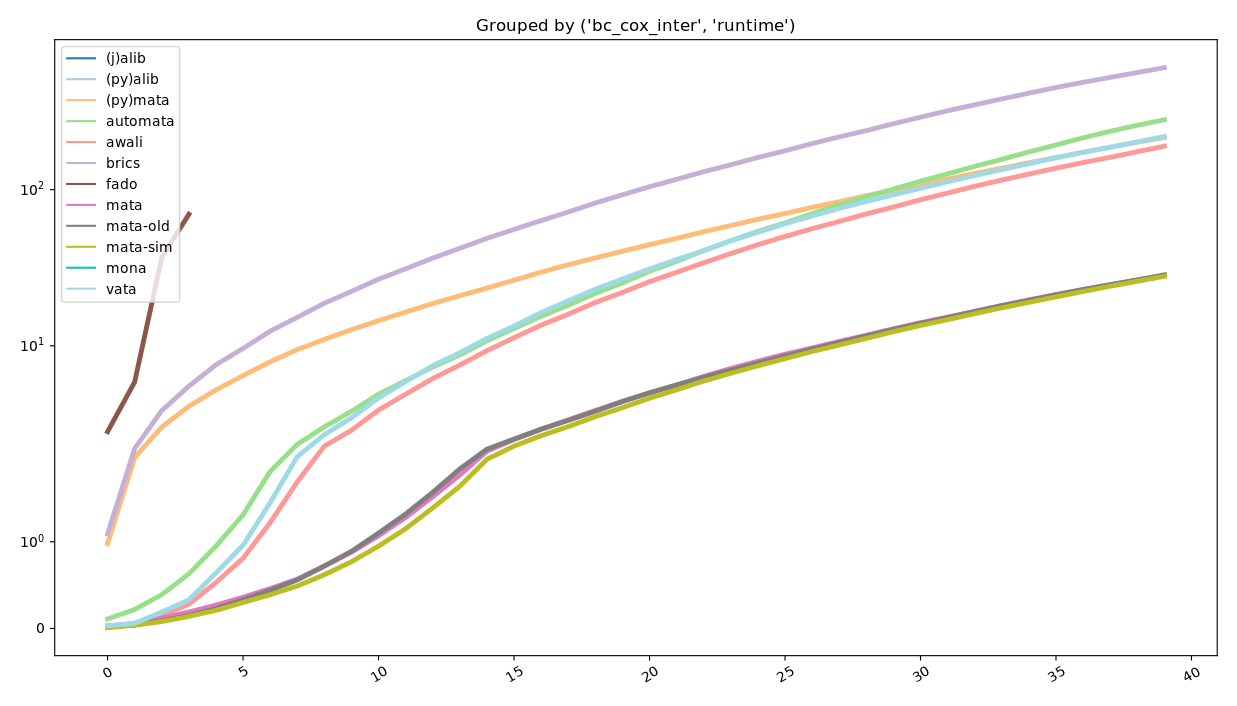 Grouped by ('bc_cox_inter', 'runtime')
(j)alib
(py)alib
(py)mata
automata
awali
brics
fado
mata
mata-old
mata-sim
mona
vata
10²
10¹
10⁰
0
0 5 10 15 20 25 30 35 40